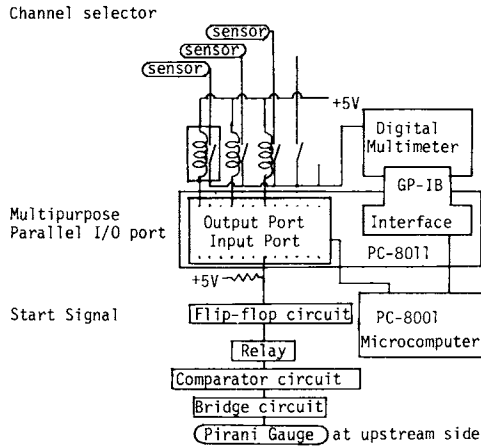 Channel selector
sensor
sensor
sensor
+5V
Digital
Multimeter
GP-IB
Interface
PC-8011
Multipurpose
Parallel I/O port
Output Port
Input Port
+5V
Start Signal
Flip-flop circuit
PC-8001
Microcomputer
Relay
Comparator circuit
Bridge circuit
Pirani Gauge at upstream side